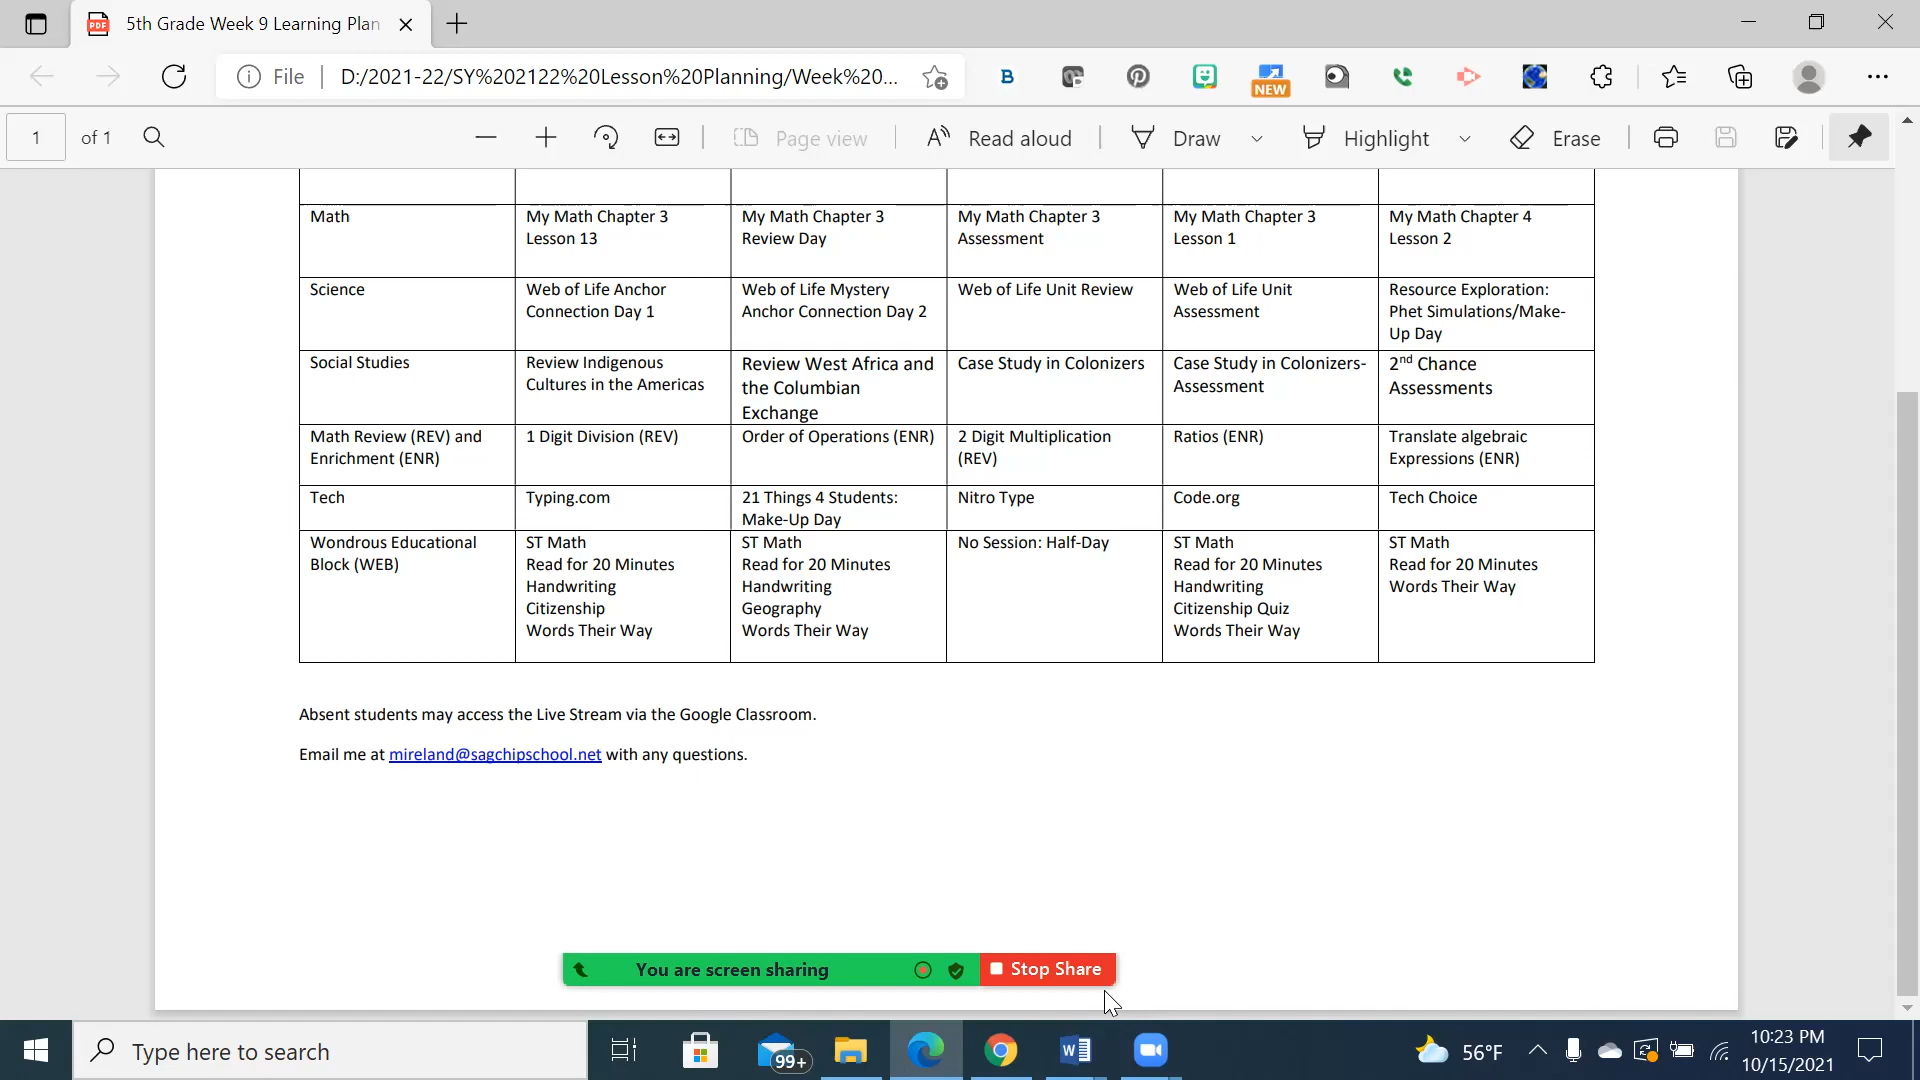 5th Grade Week 9 Learning Plan
File
D:/2021-22/SY%202122%20Lesson%20Planning/Week%20...
B
NEW
1
of 1
Page view
Read aloud
Draw
Highlight
Erase
Math
My Math Chapter 3
Lesson 13
My Math Chapter 3
Review Day
My Math Chapter 3
Assessment
My Math Chapter 3
Lesson 1
My Math Chapter 4
Lesson 2
Science
Web of Life Anchor
Connection Day 1
Web of Life Mystery
Anchor Connection Day 2
Web of Life Unit Review
Web of Life Unit
Assessment
Resource Exploration:
Phet Simulations/Make-
Up Day
Social Studies
Review Indigenous
Cultures in the Americas
Review West Africa and
the Columbian
Exchange
Case Study in Colonizers
Case Study in Colonizers-
Assessment
2nd Chance
Assessments
Math Review (REV) and
Enrichment (ENR)
1 Digit Division (REV)
Order of Operations (ENR)
2 Digit Multiplication
(REV)
Ratios (ENR)
Translate algebraic
Expressions (ENR)
Tech
Typing.com
21 Things 4 Students:
Make-Up Day
Nitro Type
Code.org
Tech Choice
Wondrous Educational
Block (WEB)
ST Math
Read for 20 Minutes
Handwriting
Citizenship
Words Their Way
ST Math
Read for 20 Minutes
Handwriting
Geography
Words Their Way
No Session: Half-Day
ST Math
Read for 20 Minutes
Handwriting
Citizenship Quiz
Words Their Way
ST Math
Read for 20 Minutes
Words Their Way
Absent students may access the Live Stream via the Google Classroom.
Email me at mireland@sagchipschool.net with any questions.
You are screen sharing
Stop Share
Type here to search
99+
56°F
10:23 PM
10/15/2021